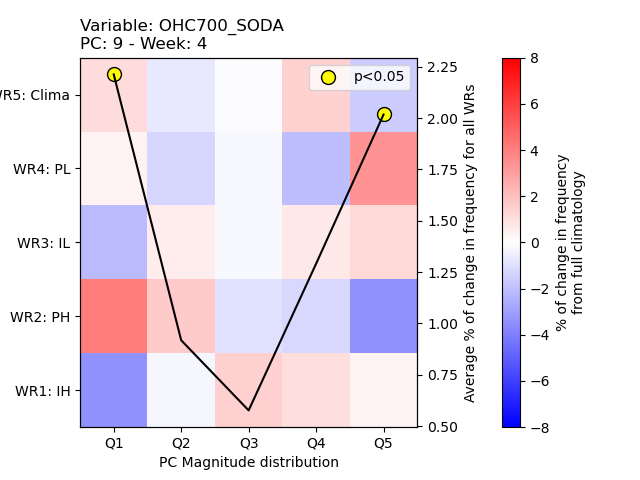 Variable: OHC700_SODA
PC: 9 - Week: 4
p<0.05
WR5: Clima
WR4: PL
WR3: IL
WR2: PH
WR1: IH
Q1 Q2 Q3 Q4 Q5
PC Magnitude distribution
2.25
2.00
1.75
1.50
1.25
1.00
0.75
0.50
Average % of change in frequency for all WRs
8
6
4
2
0
−2
−4
−6
−8
% of change in frequency
from full climatology